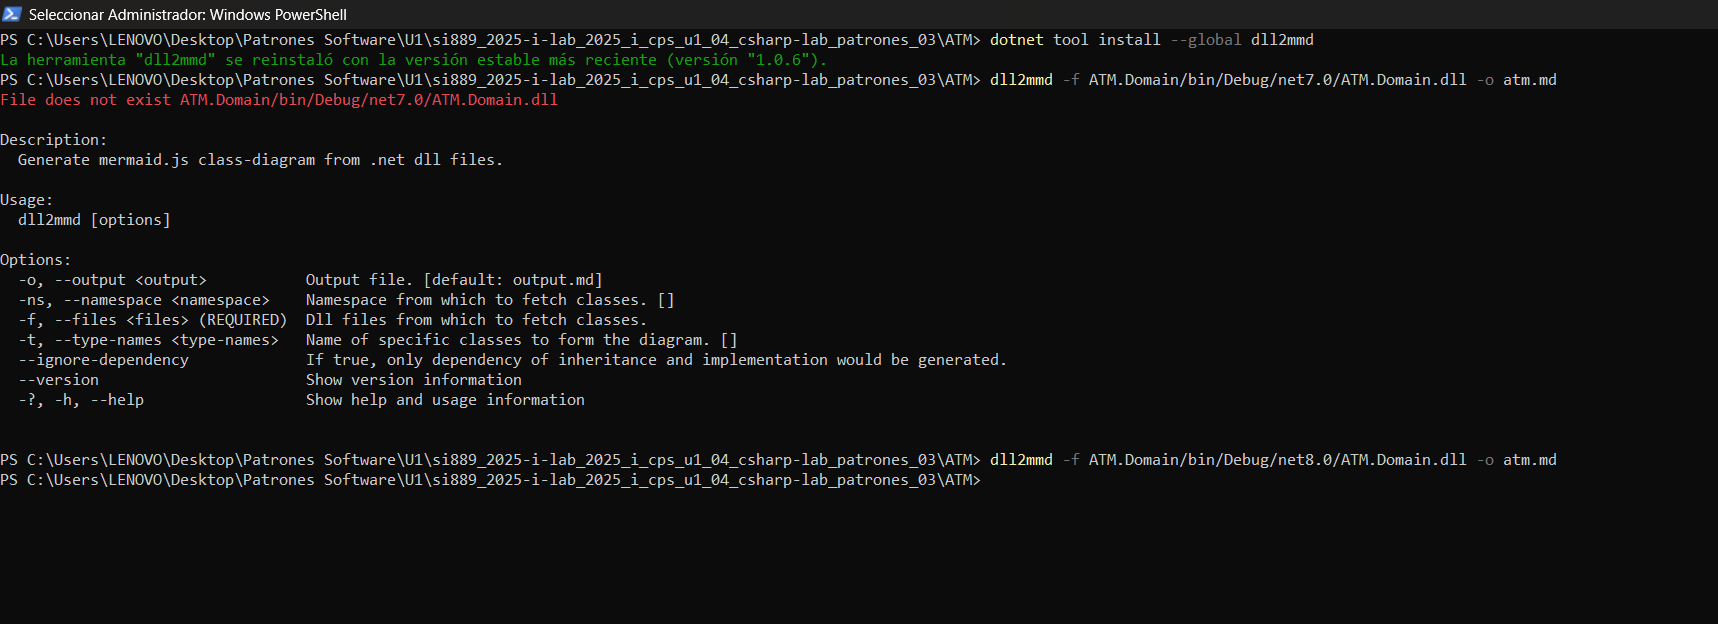 Seleccionar Administrador: Windows PowerShell
PS C:\Users\LENOVO\Desktop\Patrones Software\U1\si889_2025-i-lab_2025_i_cps_u1_04_csharp-lab_patrones_03\ATM> dotnet tool install --global dll2mmd
La herramienta "dll2mmd" se reinstaló con la versión estable más reciente (versión "1.0.6").
PS C:\Users\LENOVO\Desktop\Patrones Software\U1\si889_2025-i-lab_2025_i_cps_u1_04_csharp-lab_patrones_03\ATM> dll2mmd -f ATM.Domain/bin/Debug/net7.0/ATM.Domain.dll -o atm.md
File does not exist ATM.Domain/bin/Debug/net7.0/ATM.Domain.dll
Description:
  Generate mermaid.js class-diagram from .net dll files.
Usage:
  dll2mmd [options]
Options:
  -o, --output <output>           Output file. [default: output.md]
  -ns, --namespace <namespace>    Namespace from which to fetch classes. []
  -f, --files <files> (REQUIRED)  Dll files from which to fetch classes.
  -t, --type-names <type-names>   Name of specific classes to form the diagram. []
  --ignore-dependency             If true, only dependency of inheritance and implementation would be generated.
  --version                       Show version information
  -?, -h, --help                  Show help and usage information
PS C:\Users\LENOVO\Desktop\Patrones Software\U1\si889_2025-i-lab_2025_i_cps_u1_04_csharp-lab_patrones_03\ATM> dll2mmd -f ATM.Domain/bin/Debug/net8.0/ATM.Domain.dll -o atm.md
PS C:\Users\LENOVO\Desktop\Patrones Software\U1\si889_2025-i-lab_2025_i_cps_u1_04_csharp-lab_patrones_03\ATM>